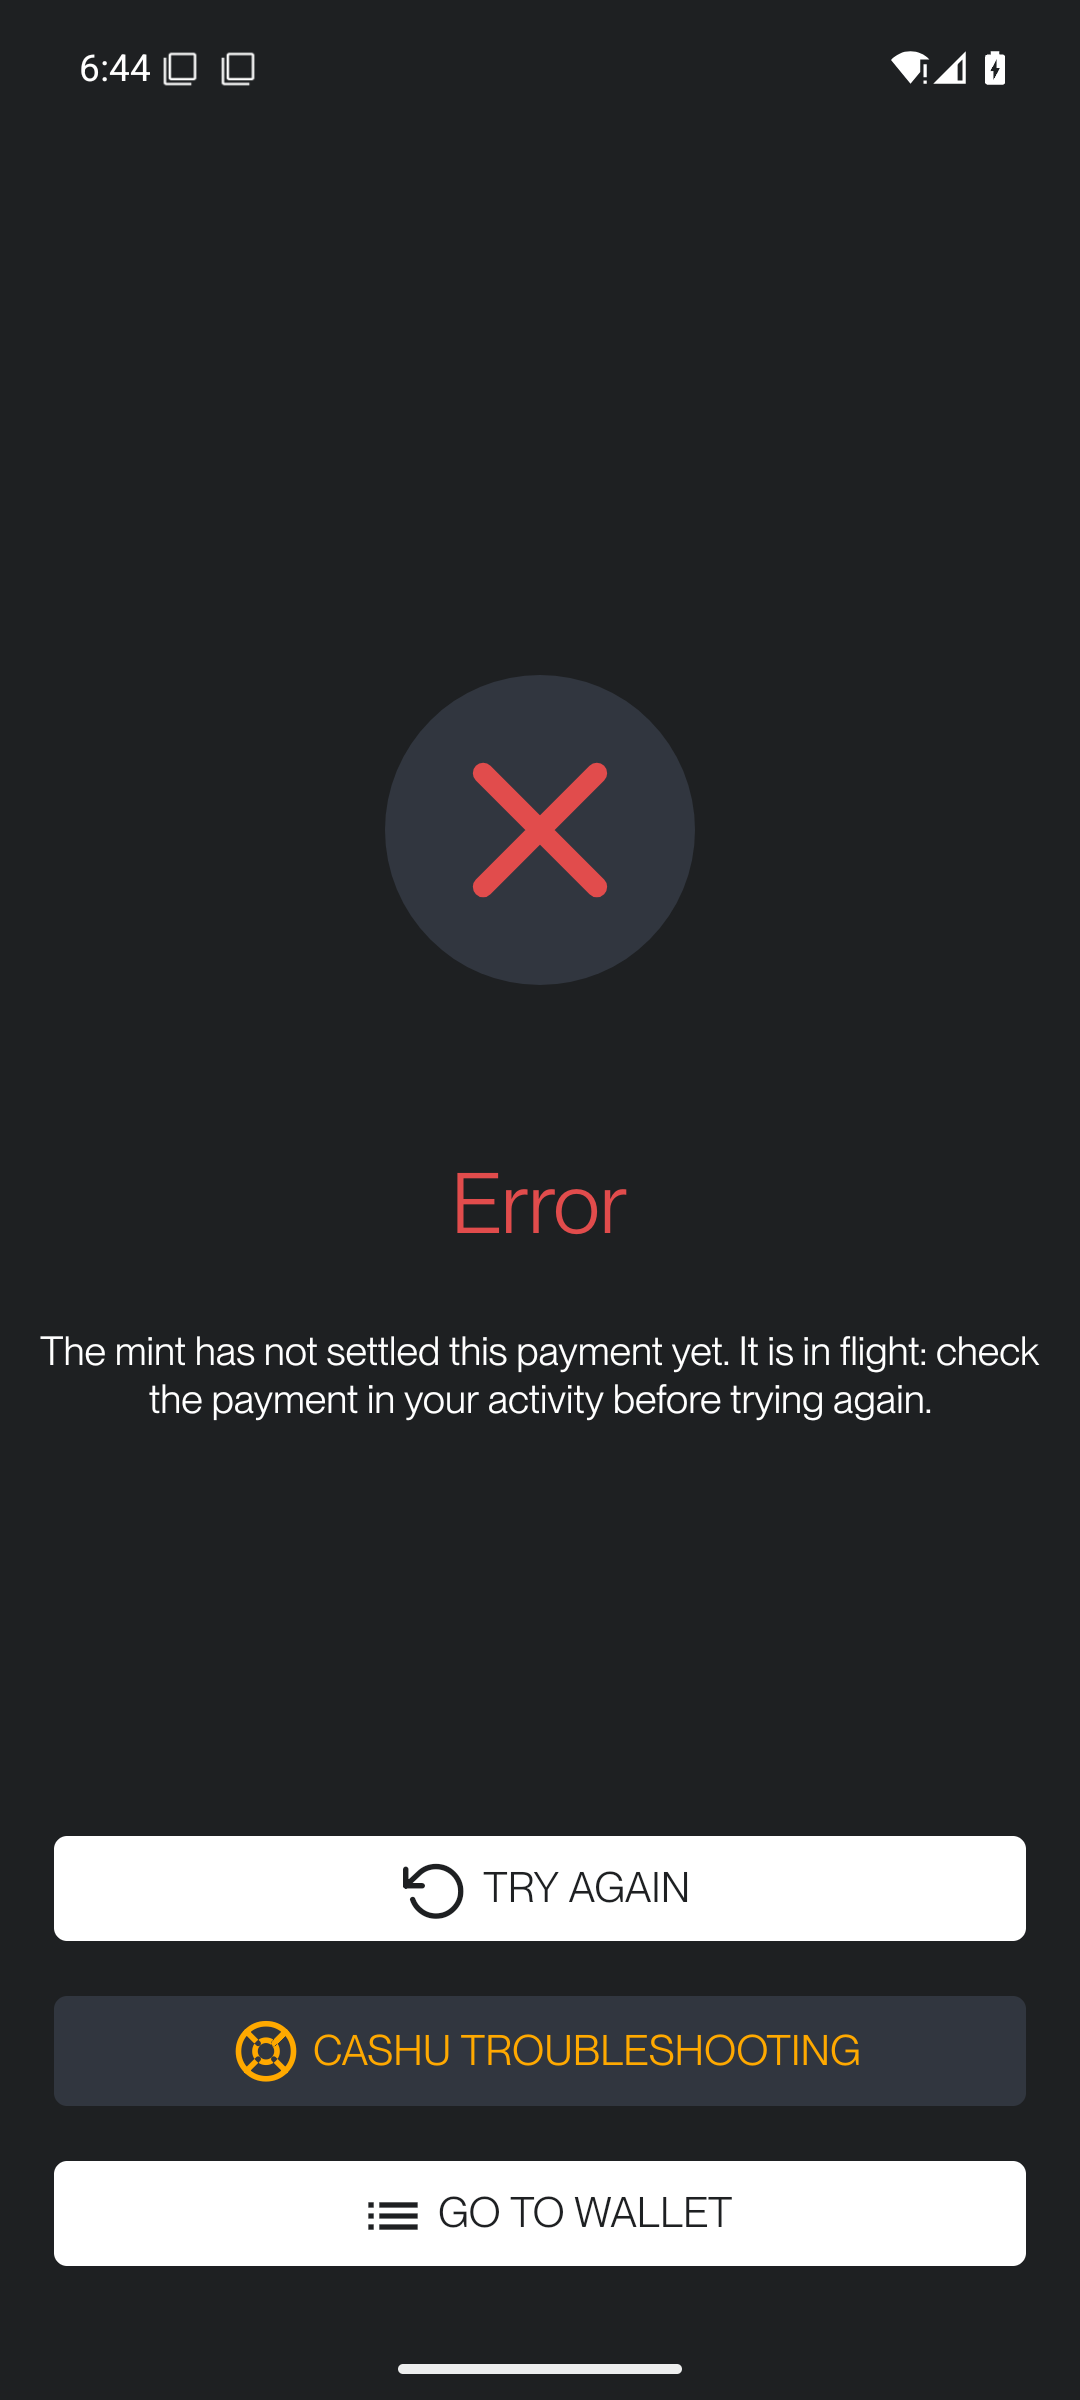 6:44
Error
The mint has not settled this payment yet. It is in flight: check
the payment in your activity before trying again.
TRY AGAIN
CASHU TROUBLESHOOTING
GO TO WALLET